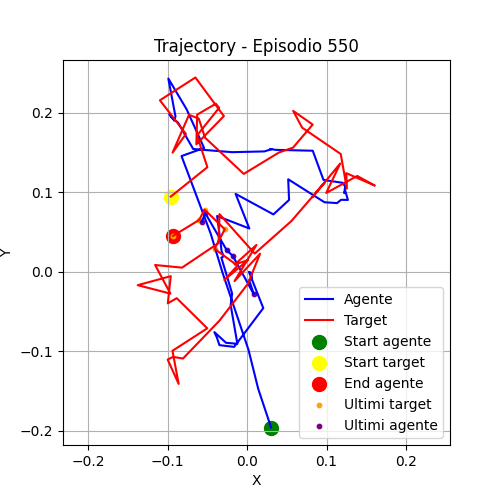 Trajectory - Episodio 550
Y
0.2
0.1
0.0
−0.1
−0.2
−0.2
−0.1
0.0
0.1
0.2
X
Agente
Target
Start agente
Start target
End agente
Ultimi target
Ultimi agente